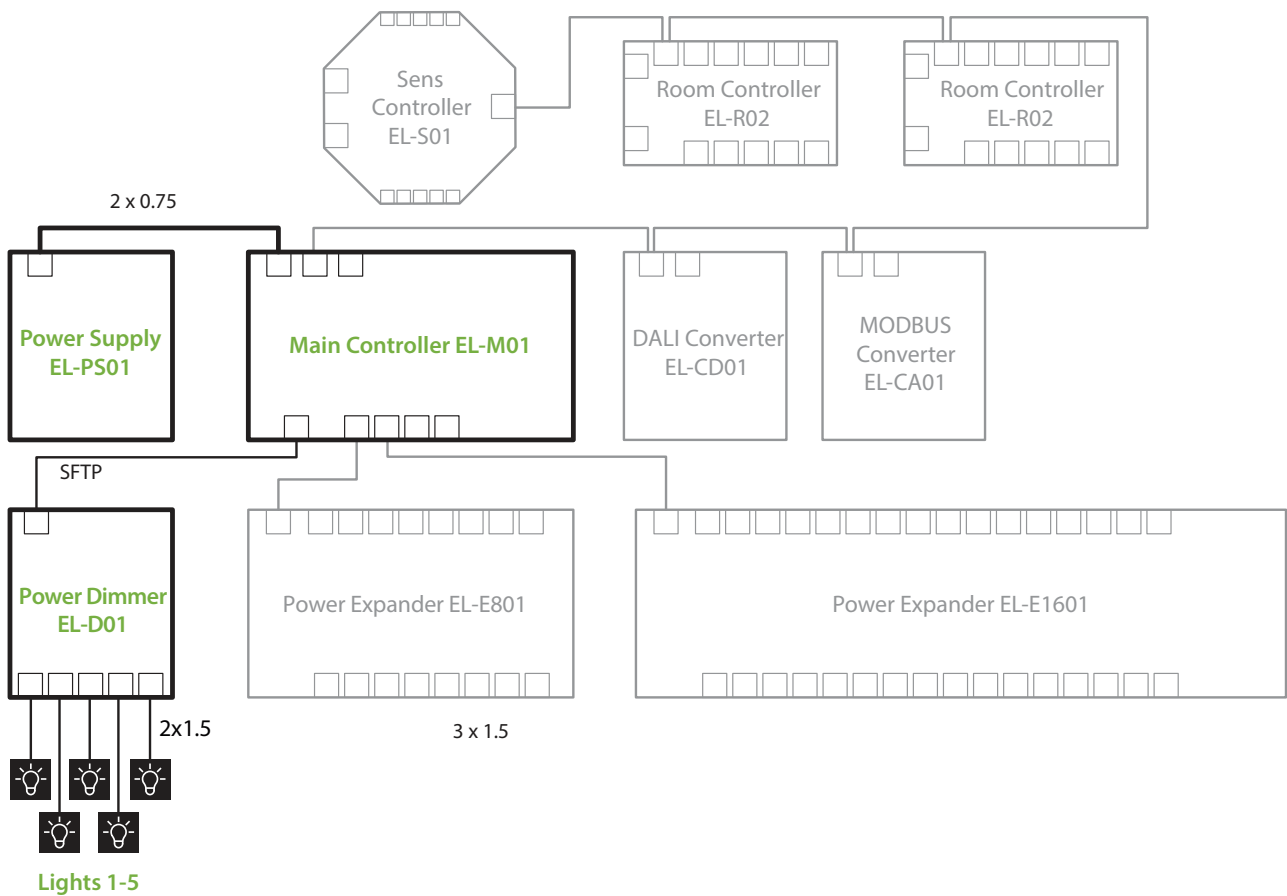 Sens
Controller
EL-S01
Room Controller
EL-R02
Room Controller
EL-R02
2 x 0.75
Power Supply
EL-PS01
Main Controller EL-M01
DALI Converter
EL-CD01
MODBUS
Converter
EL-CA01
SFTP
Power Dimmer
EL-D01
Power Expander EL-E801
Power Expander EL-E1601
2x1.5
3 x 1.5
Lights 1-5